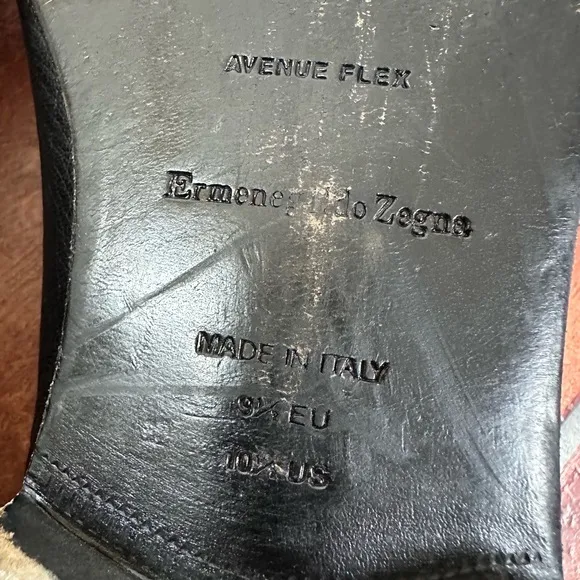 AVENUE FLEX
Ermenegildo Zegna
MADE IN ITALY
9½ EU
10½ US